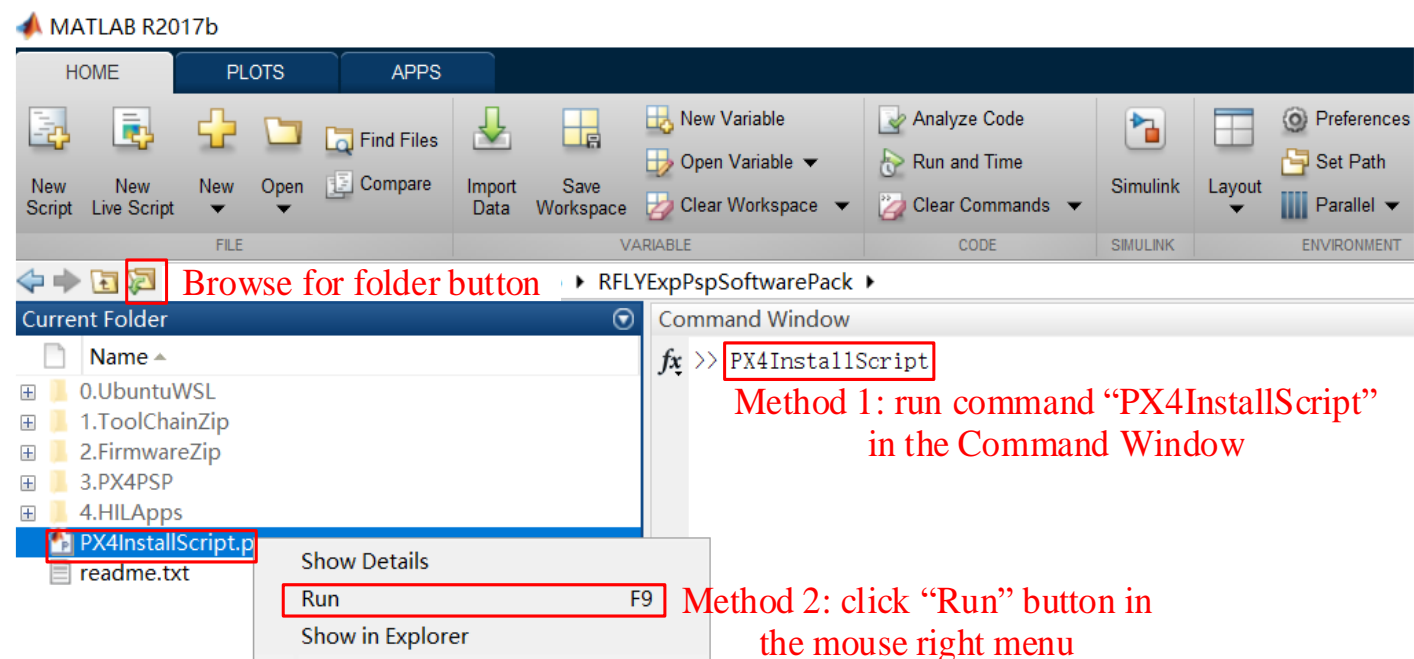 MATLAB R2017b
HOME PLOTS APPS
New Script
New Live Script
New
Open
Find Files
Compare
Import Data
Save Workspace
New Variable
Open Variable
Clear Workspace
Analyze Code
Run and Time
Clear Commands
Simulink
Layout
Preferences
Set Path
Parallel
FILE VARIABLE CODE SIMULINK ENVIRONMENT
Browse for folder button
RFLYExpPspSoftwarePack
Current Folder
Name
0.UbuntuWSL
1.ToolChainZip
2.FirmwareZip
3.PX4PSP
4.HILApps
PX4InstallScript.p
readme.txt
Show Details
Run F9
Show in Explorer
Command Window
fx >> PX4InstallScript
Method 1: run command “PX4InstallScript”
in the Command Window
Method 2: click “Run” button in
the mouse right menu